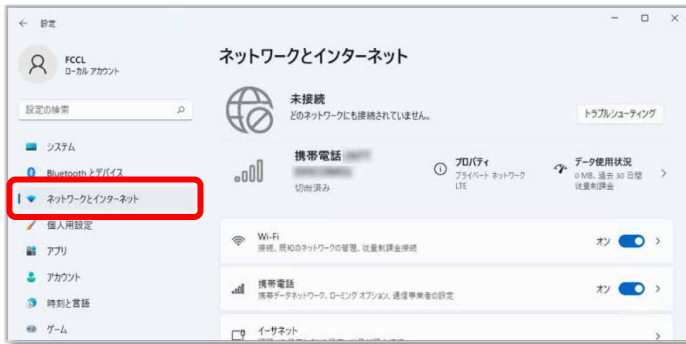 ← 設定
FCCL
ローカル アカウント
設定の検索
システム
Bluetooth とデバイス
ネットワークとインターネット
個人用設定
アプリ
アカウント
時刻と言語
ゲーム
ネットワークとインターネット
未接続
どのネットワークにも接続されていません。
トラブルシューティング
携帯電話
切断済み
プロパティ
プライベート ネットワーク
LTE
データ使用状況
0 MB、過去 30 日間
従量制課金
Wi-Fi
接続、既知のネットワークの管理、従量制課金接続
オン
携帯電話
携帯データネットワーク、ローミング オプション、通信事業者の設定
オン
イーサネット